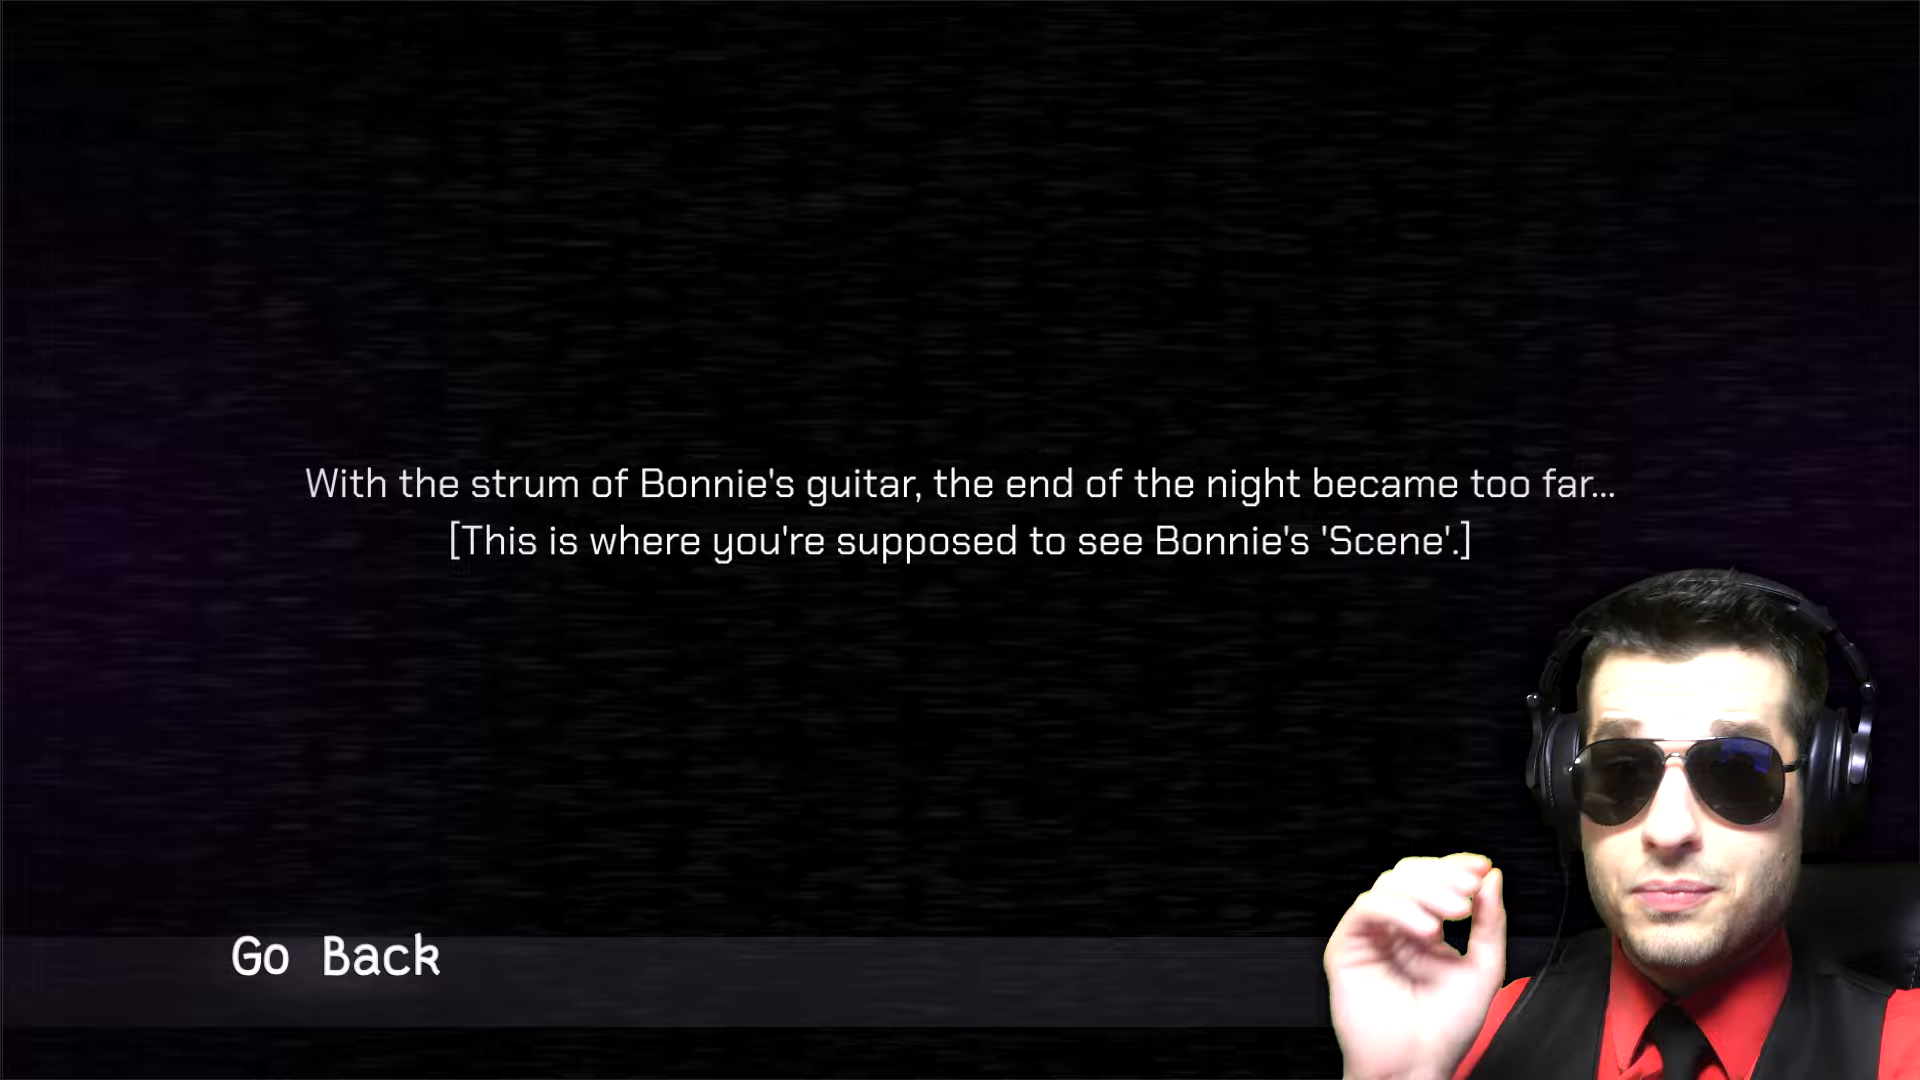 With the strum of Bonnie's guitar, the end of the night became too far...
[This is where you're supposed to see Bonnie's 'Scene'.]
Go Back